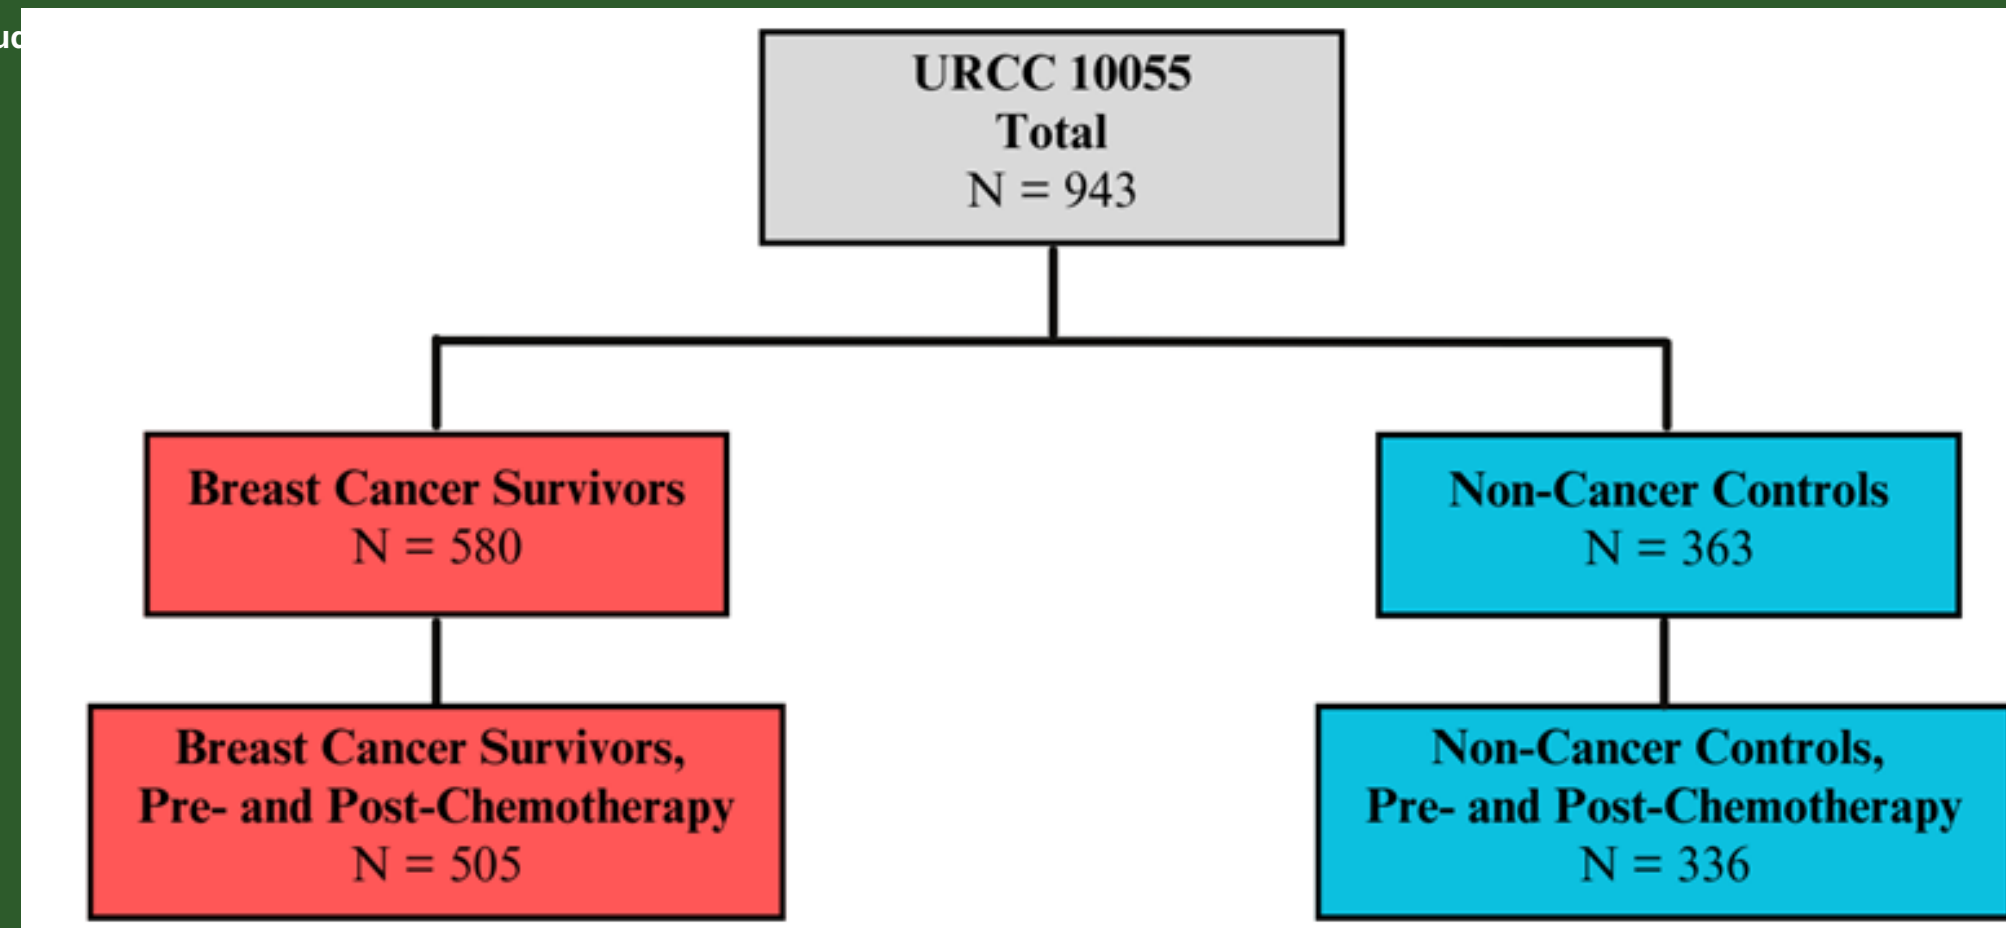 URCC 10055
Total
N = 943
Breast Cancer Survivors
N = 580
Non-Cancer Controls
N = 363
Breast Cancer Survivors,
Pre- and Post-Chemotherapy
N = 505
Non-Cancer Controls,
Pre- and Post-Chemotherapy
N = 336